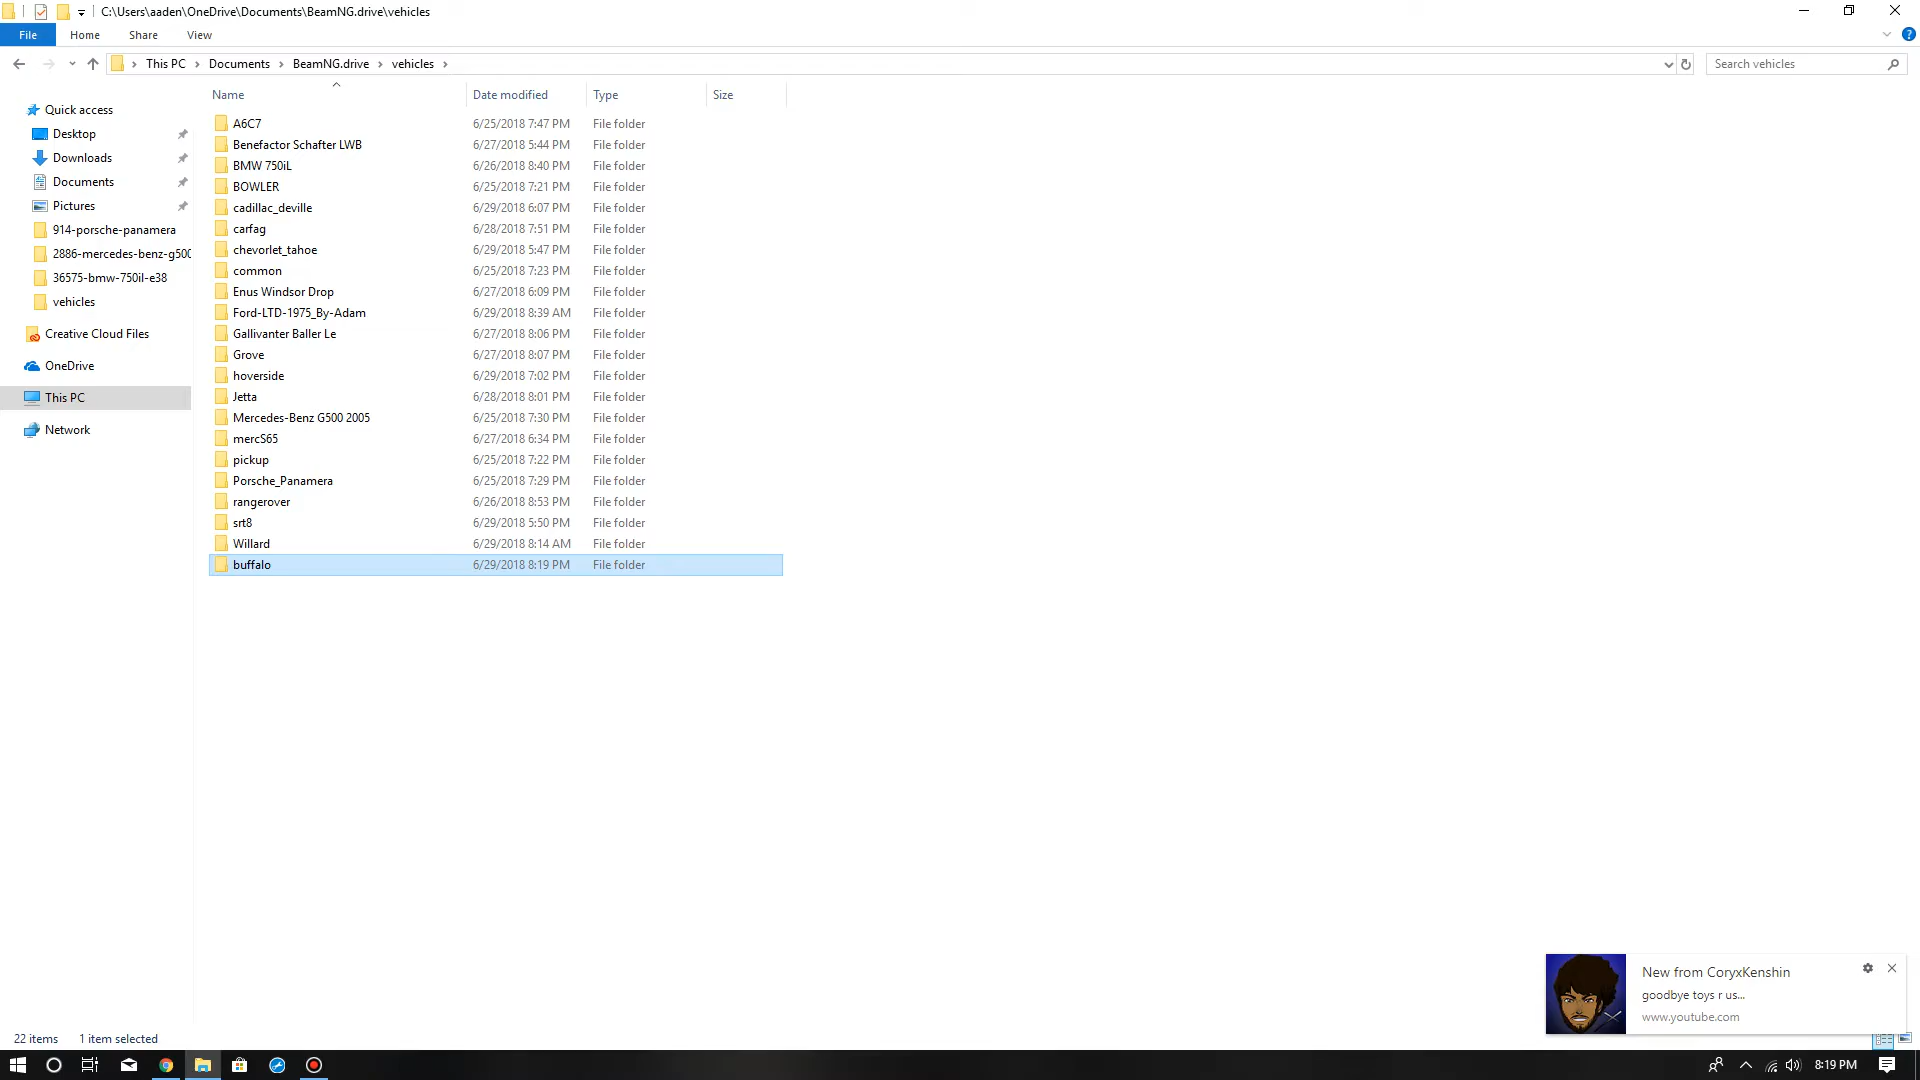 C:\Users\aaden\OneDrive\Documents\BeamNG.drive\vehicles
File Home Share View
This PC Documents BeamNG.drive vehicles Search vehicles
Name Date modified Type Size
Quick access
Desktop
Downloads
Documents
Pictures
914-porsche-panamera
2886-mercedes-benz-g500
36575-bmw-750il-e38
vehicles
Creative Cloud Files
OneDrive
This PC
Network
A6C7 6/25/2018 7:47 PM File folder
Benefactor Schafter LWB 6/27/2018 5:44 PM File folder
BMW 750iL 6/26/2018 8:40 PM File folder
BOWLER 6/25/2018 7:21 PM File folder
cadillac_deville 6/29/2018 6:07 PM File folder
carfag 6/28/2018 7:51 PM File folder
chevorlet_tahoe 6/29/2018 5:47 PM File folder
common 6/25/2018 7:23 PM File folder
Enus Windsor Drop 6/27/2018 6:09 PM File folder
Ford-LTD-1975_By-Adam 6/29/2018 8:39 AM File folder
Gallivanter Baller Le 6/27/2018 8:06 PM File folder
Grove 6/27/2018 8:07 PM File folder
hoverside 6/29/2018 7:02 PM File folder
Jetta 6/28/2018 8:01 PM File folder
Mercedes-Benz G500 2005 6/25/2018 7:30 PM File folder
mercS65 6/27/2018 6:34 PM File folder
pickup 6/25/2018 7:22 PM File folder
Porsche_Panamera 6/25/2018 7:29 PM File folder
rangerover 6/26/2018 8:53 PM File folder
srt8 6/29/2018 5:50 PM File folder
Willard 6/29/2018 8:14 AM File folder
buffalo 6/29/2018 8:19 PM File folder
New from CoryxKenshin
goodbye toys r us...
www.youtube.com
22 items 1 item selected
8:19 PM